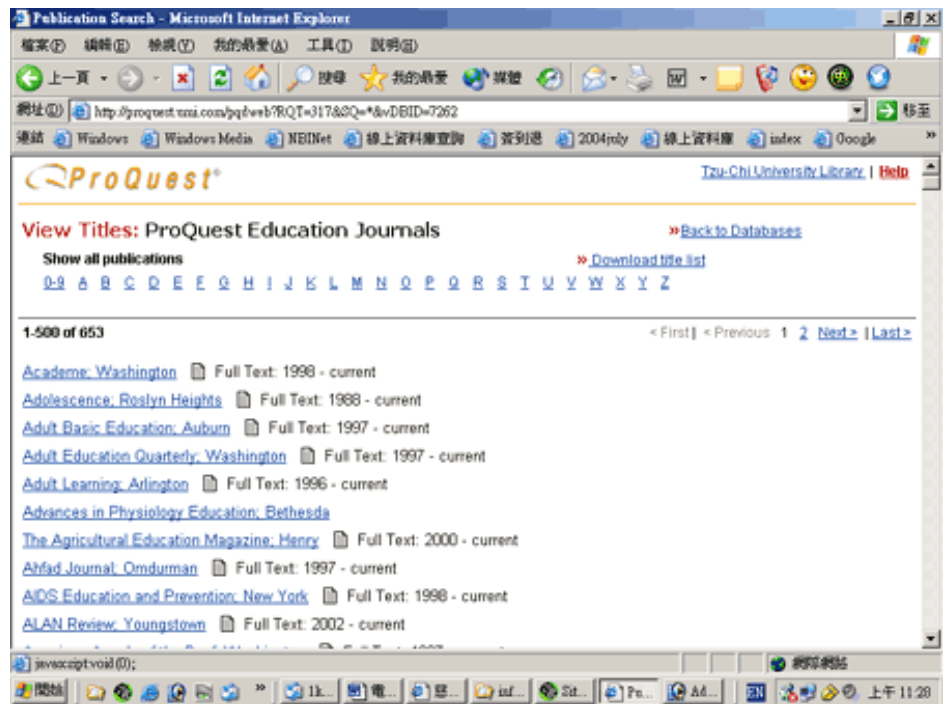 Publication Search - Microsoft Internet Explorer
檔案(F) 編輯(E) 檢視(V) 我的最愛(A) 工具(T) 說明(H)
上一頁 搜尋 我的最愛 媒體
網址(D) http://proquest.umi.com/pqdweb?RQT=317&SQ=*&vDBID=7262 移至
連結 Windows Windows Media NBINet 線上資料庫查詢 簽到退 2004july 線上資料庫 index Google »
ProQuest® Tzu-Chi University Library | Help
View Titles: ProQuest Education Journals »Back to Databases
Show all publications » Download title list
0-9 A B C D E F G H I J K L M N O P Q R S T U V W X Y Z
1-500 of 653 < First | < Previous 1 2 Next > | Last >
Academe; Washington Full Text: 1998 - current
Adolescence; Roslyn Heights Full Text: 1988 - current
Adult Basic Education; Auburn Full Text: 1997 - current
Adult Education Quarterly; Washington Full Text: 1997 - current
Adult Learning; Arlington Full Text: 1996 - current
Advances in Physiology Education; Bethesda
The Agricultural Education Magazine; Henry Full Text: 2000 - current
Ahfad Journal; Omdurman Full Text: 1997 - current
AIDS Education and Prevention; New York Full Text: 1998 - current
ALAN Review; Youngstown Full Text: 2002 - current
javascript:void(0); 網際網路
開始 » 1k... 電... 慈... inf... Sit... Pu... Ad... EN 上午 11:28